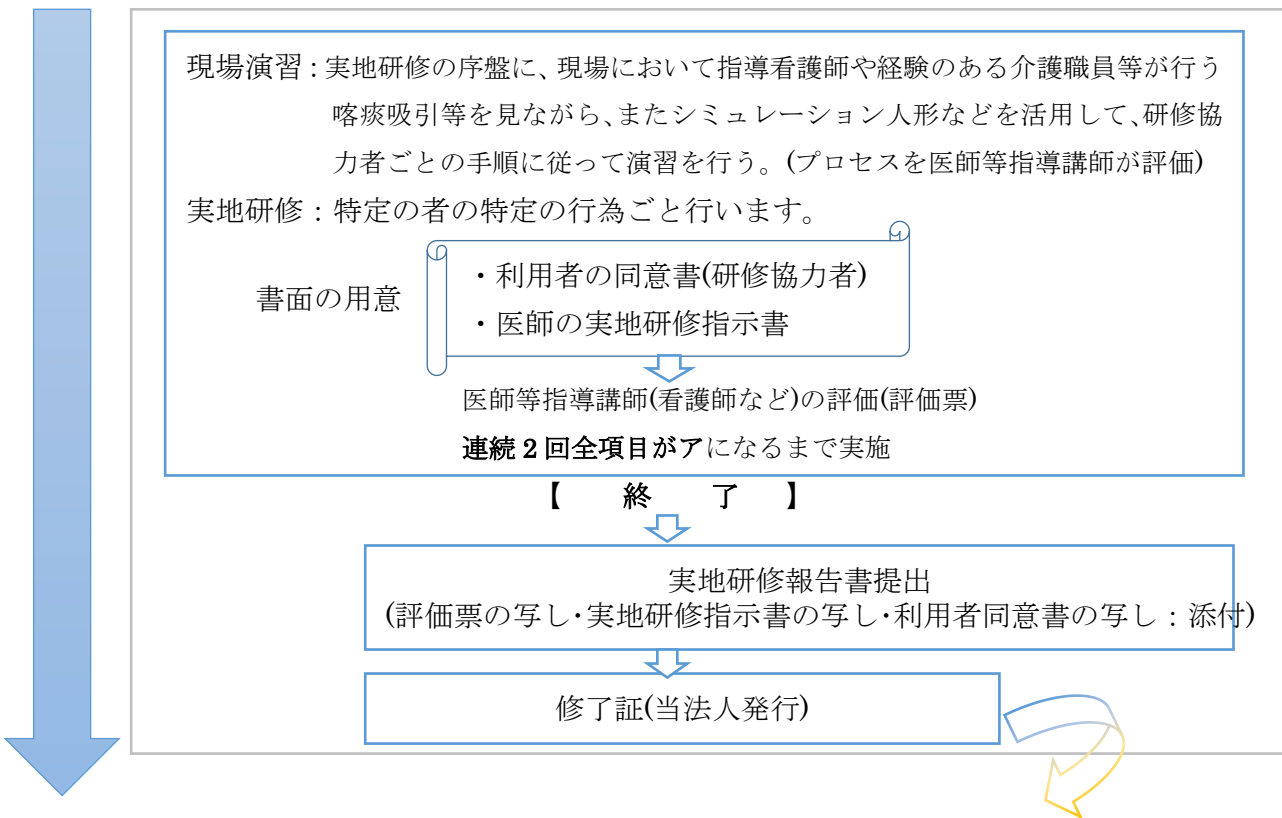 現場演習：実地研修の序盤に、現場において指導看護師や経験のある介護職員等が行う
喀痰吸引等を見ながら、またシミュレーション人形などを活用して、研修協
力者ごとの手順に従って演習を行う。(プロセスを医師等指導講師が評価)
実地研修：特定の者の特定の行為ごと行います。
書面の用意
・利用者の同意書(研修協力者)
・医師の実地研修指示書
医師等指導講師(看護師など)の評価(評価票)
連続２回全項目がアになるまで実施
【　終　了　】
実地研修報告書提出
(評価票の写し・実地研修指示書の写し・利用者同意書の写し：添付)
修了証(当法人発行)